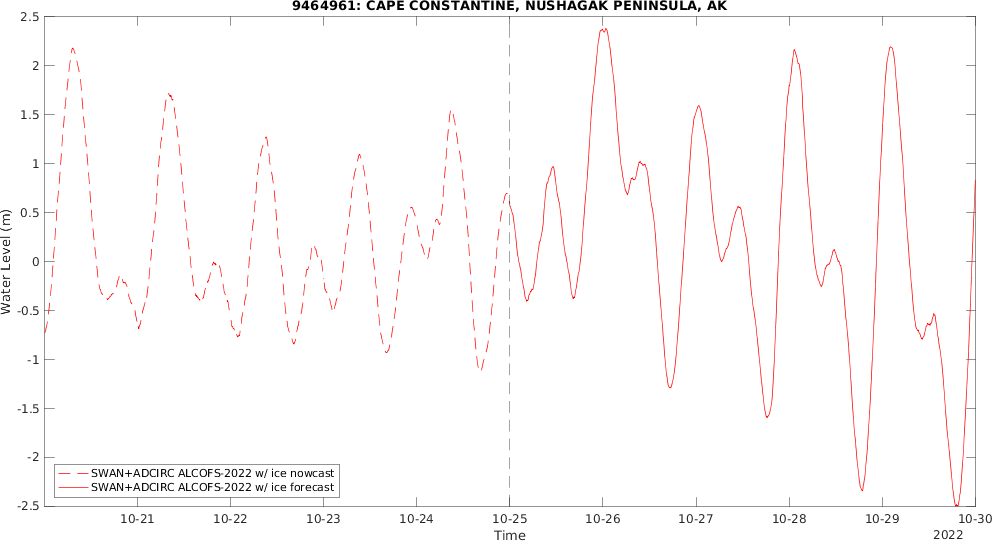 9464961: CAPE CONSTANTINE, NUSHAGAK PENINSULA, AK
2.5
2
1.5
1
0.5
0
-0.5
-1
-1.5
-2
-2.5
Water Level (m)
SWAN+ADCIRC ALCOFS-2022 w/ ice nowcast
SWAN+ADCIRC ALCOFS-2022 w/ ice forecast
10-21 10-22 10-23 10-24 10-25 10-26 10-27 10-28 10-29 10-30
Time
2022